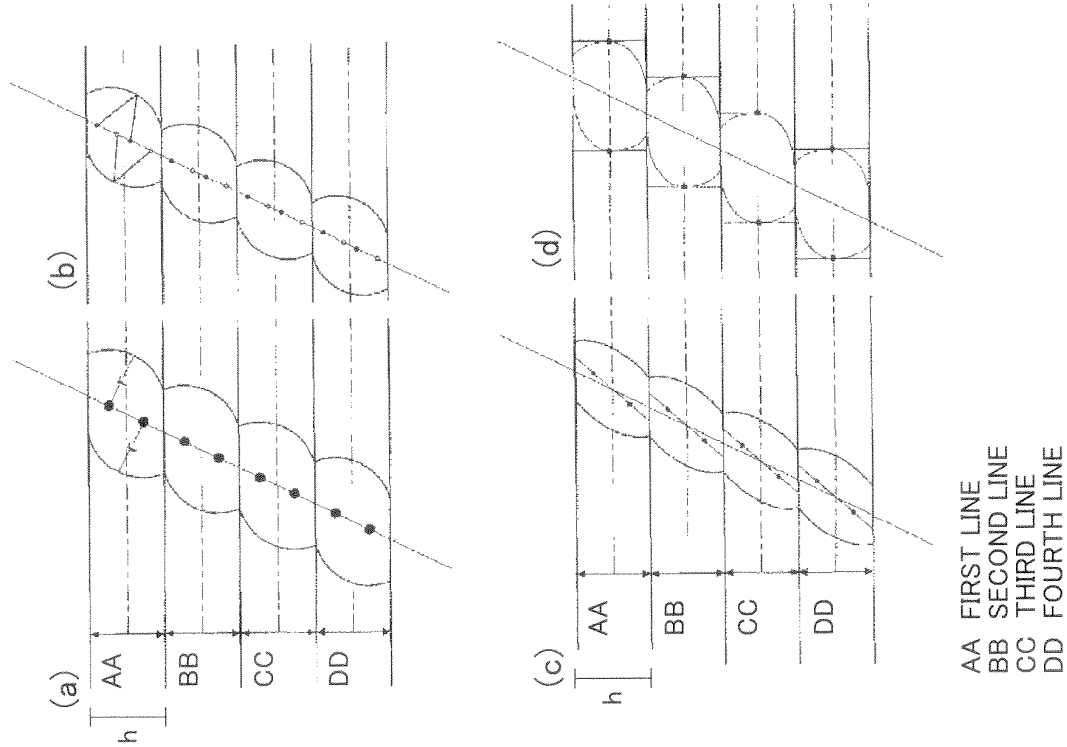 (a)
h
AA
BB
CC
DD
r
r
(b)
(c)
h
AA
BB
CC
DD
(d)
AA FIRST LINE
BB SECOND LINE
CC THIRD LINE
DD FOURTH LINE